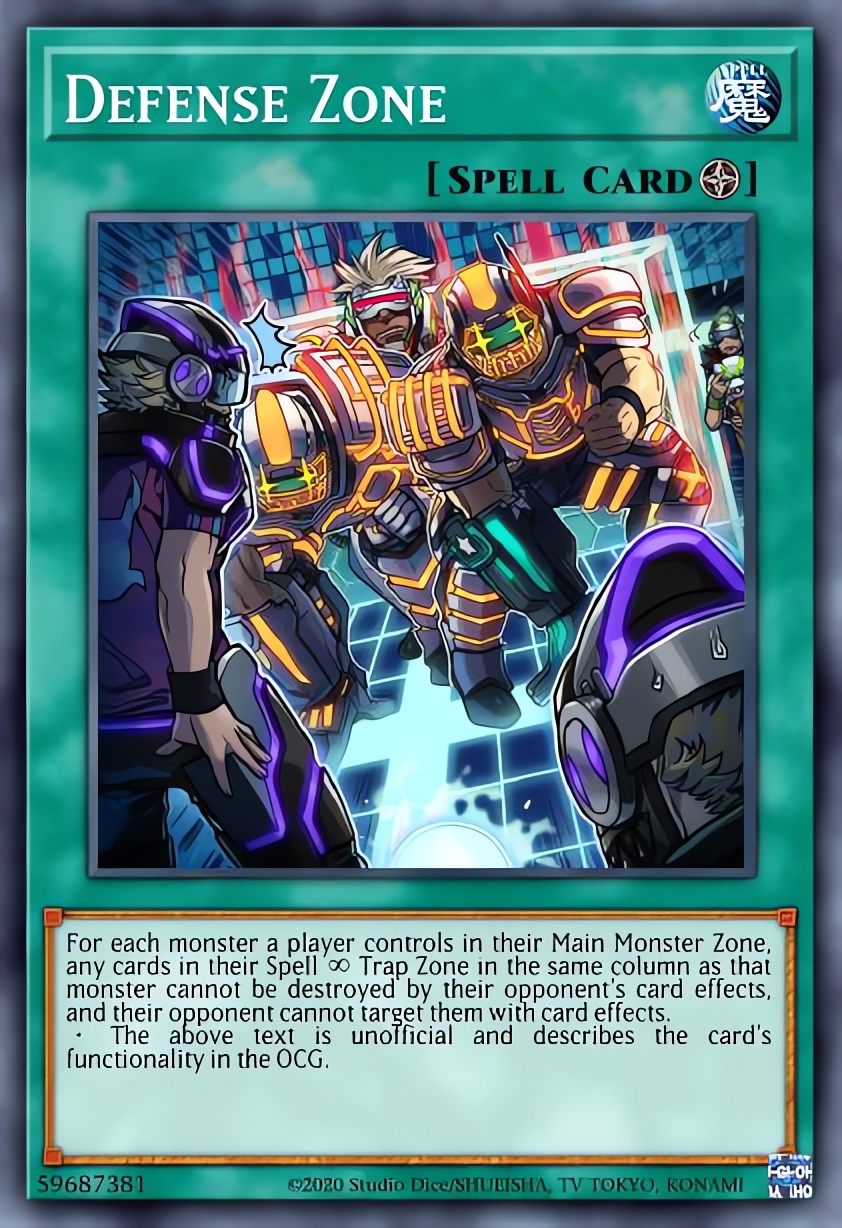 DEFENSE ZONE
魔
[SPELL CARD]
For each monster a player controls in their Main Monster Zone,
any cards in their Spell ∞ Trap Zone in the same column as that
monster cannot be destroyed by their opponent's card effects,
and their opponent cannot target them with card effects.
· The above text is unofficial and describes the card's
functionality in the OCG.
59687381 ©2020 Studio Dice/SHUEISHA, TV TOKYO, KONAMI